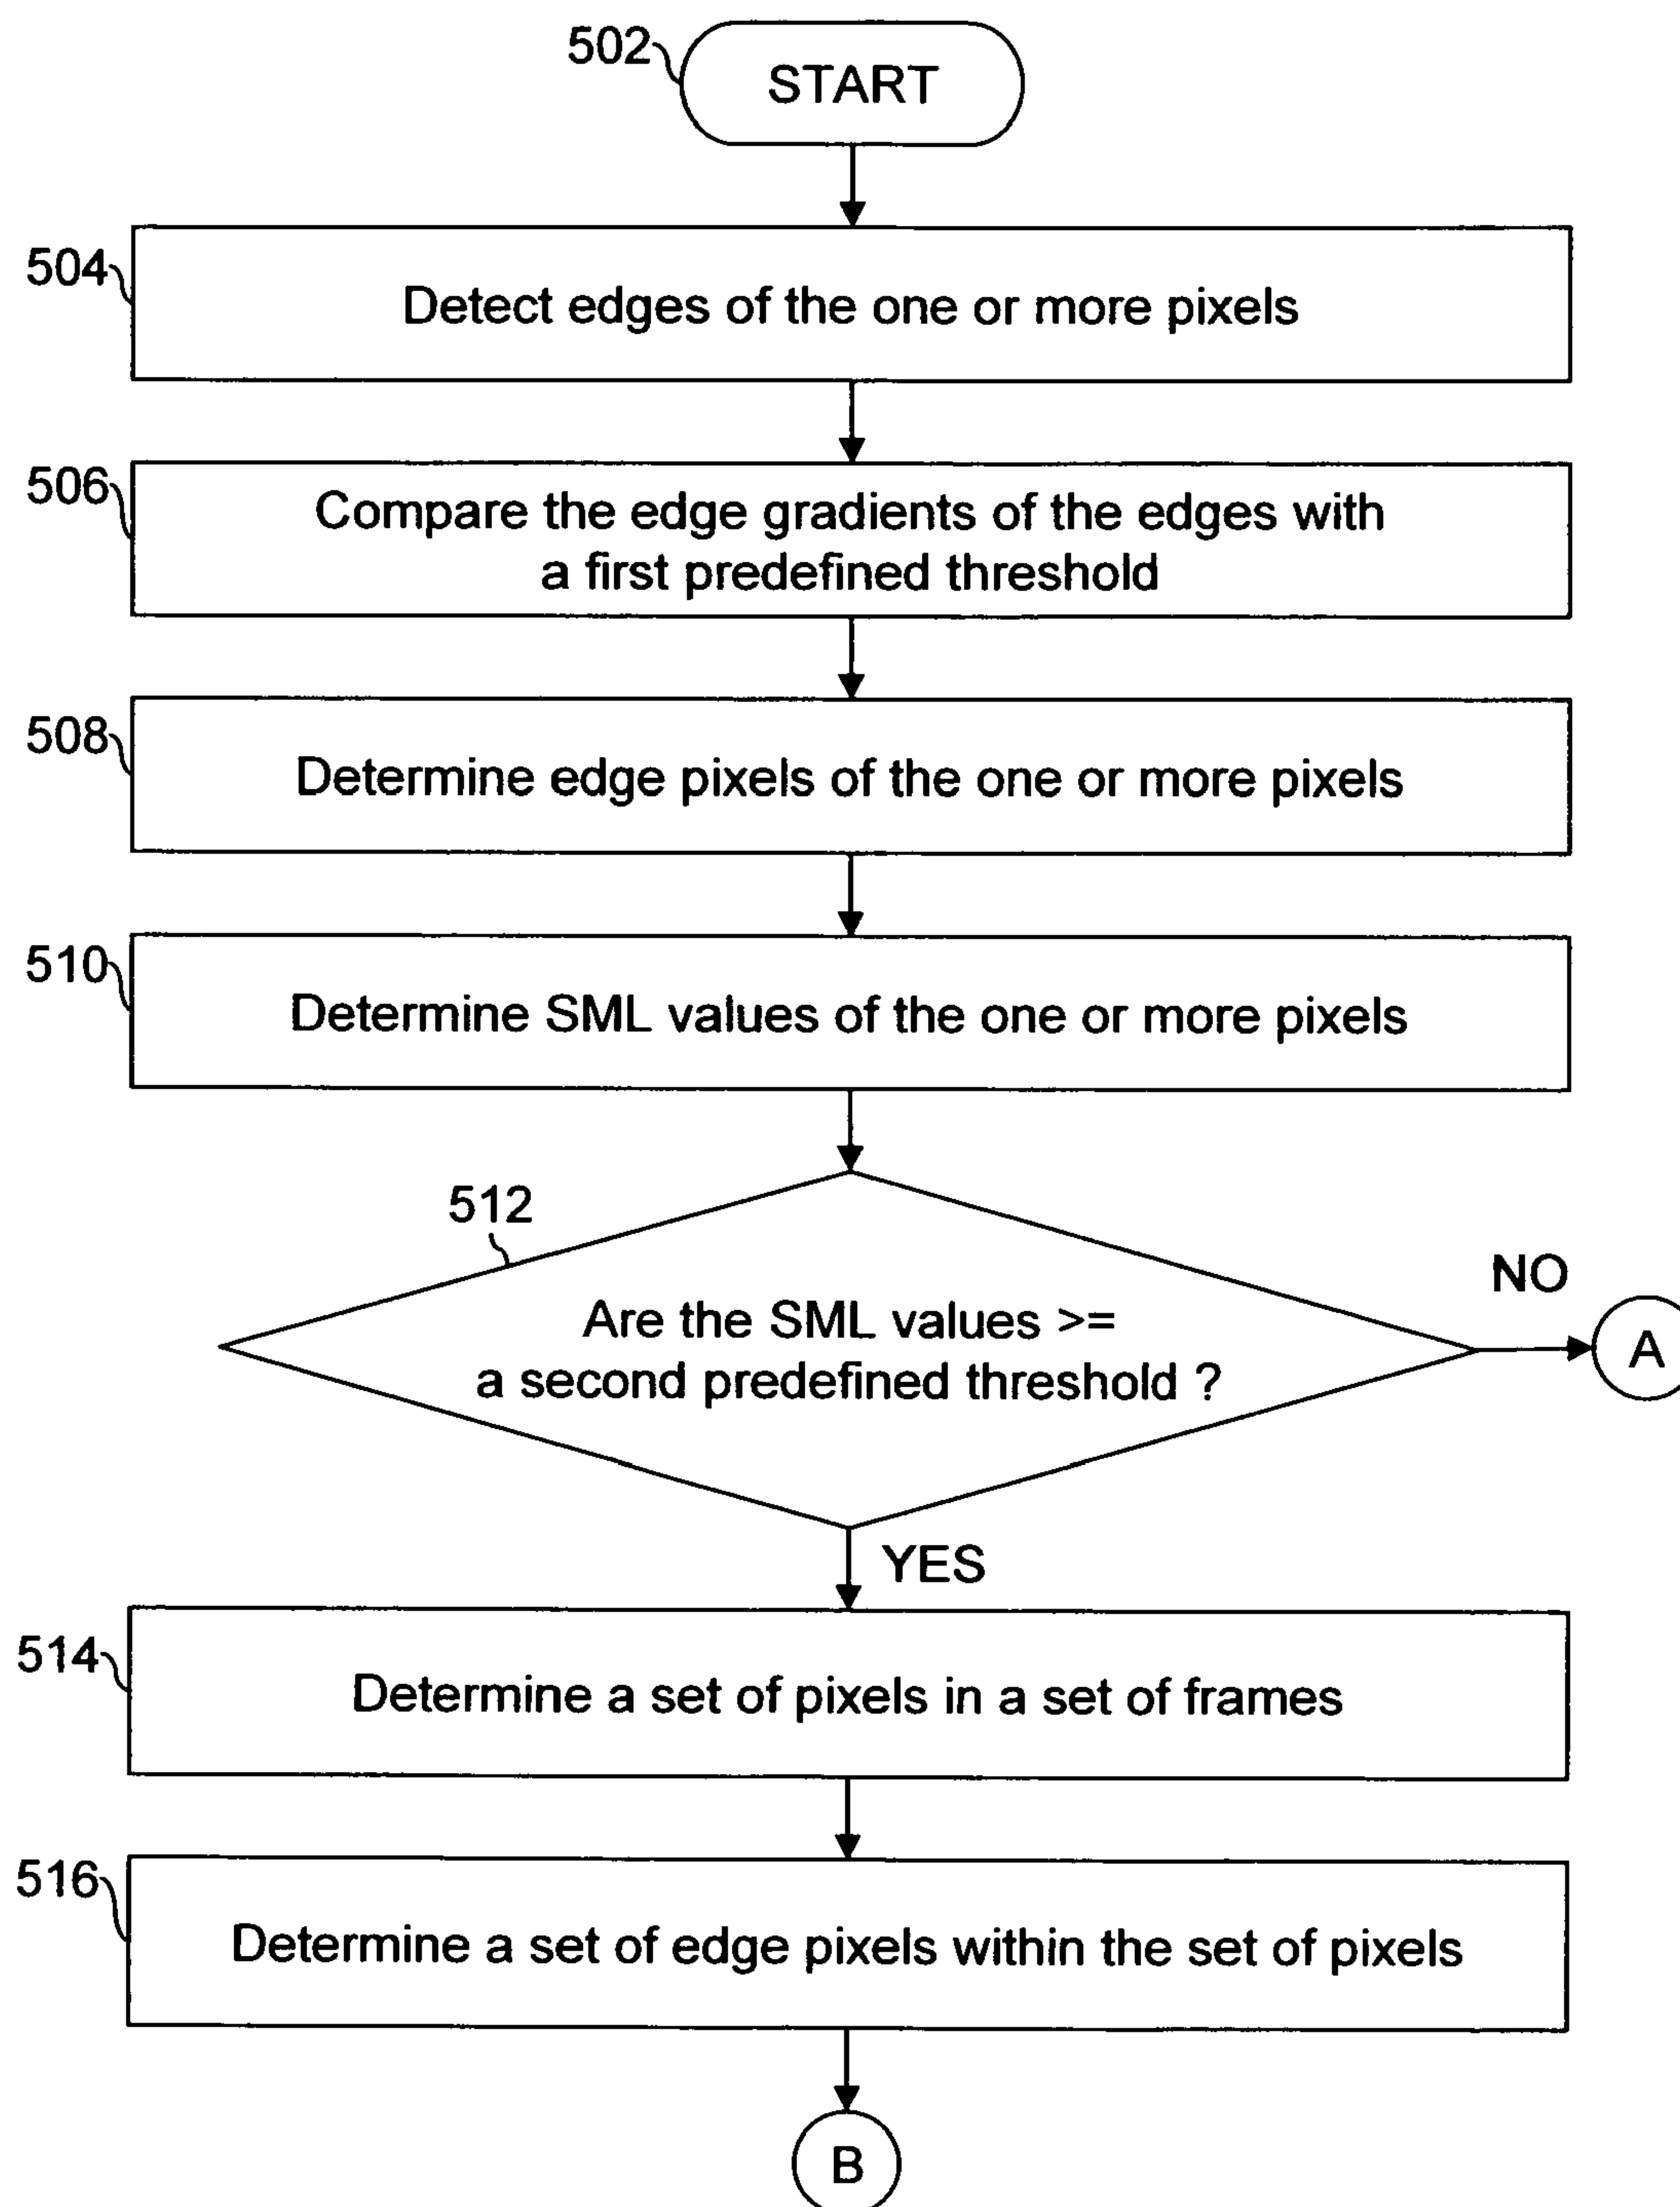 502
START
504
Detect edges of the one or more pixels
506
Compare the edge gradients of the edges with
a first predefined threshold
508
Determine edge pixels of the one or more pixels
510
Determine SML values of the one or more pixels
512
Are the SML values >=
a second predefined threshold ?
NO
A
YES
514
Determine a set of pixels in a set of frames
516
Determine a set of edge pixels within the set of pixels
B